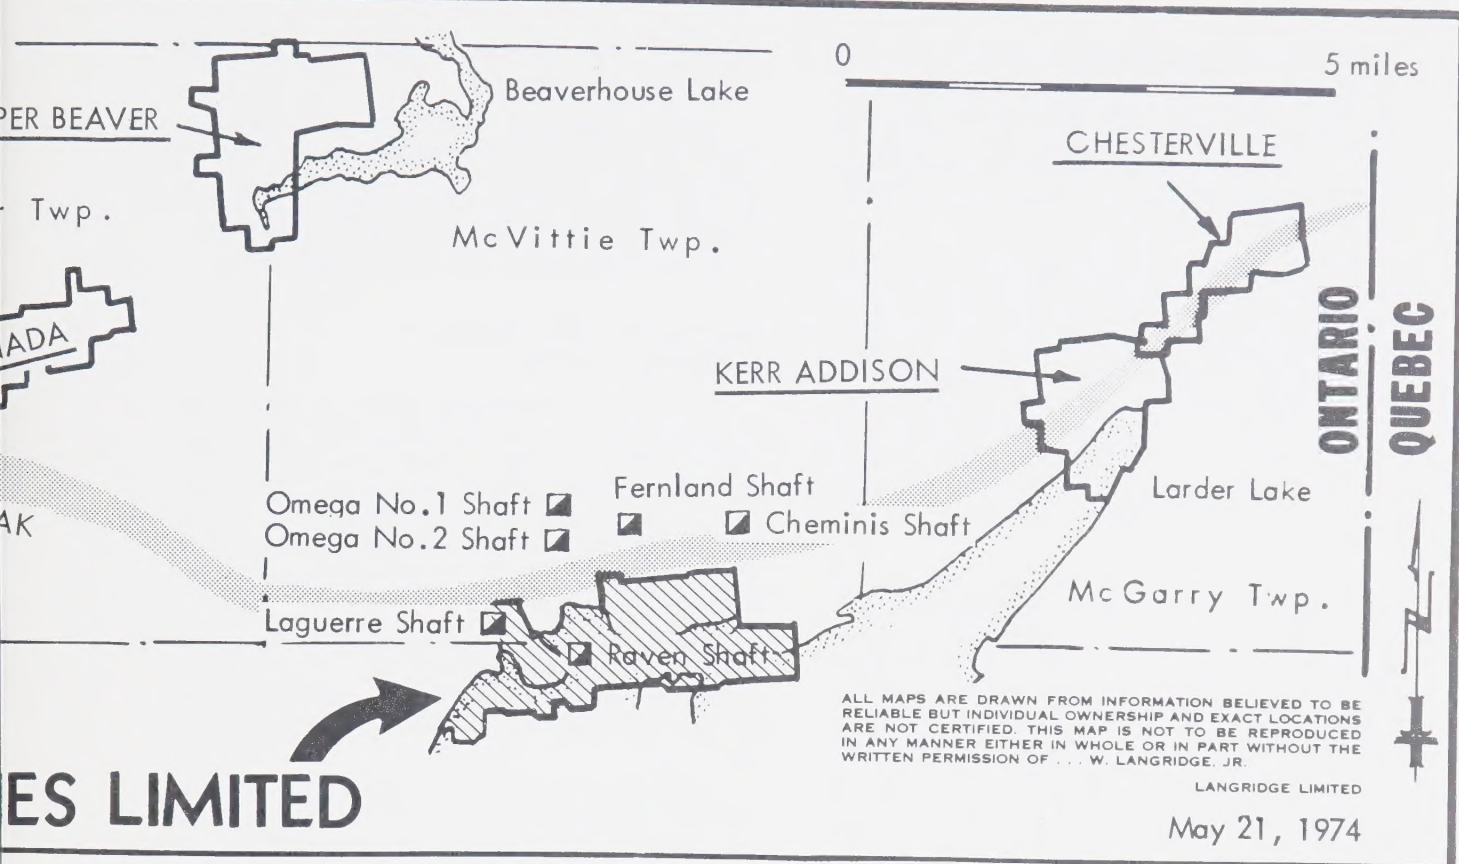 0
5 miles
Beaverhouse Lake
PER BEAVER
CHESTERVILLE
Twp.
McVittie Twp.
ADA
KERR ADDISON
ONTARIO
QUEBEC
AK
Omega No.1 Shaft
Omega No.2 Shaft
Fernland Shaft
Cheminis Shaft
Larder Lake
McGarry Twp.
Laguerre Shaft
Raven Shaft
ALL MAPS ARE DRAWN FROM INFORMATION BELIEVED TO BE
RELIABLE BUT INDIVIDUAL OWNERSHIP AND EXACT LOCATIONS
ARE NOT CERTIFIED. THIS MAP IS NOT TO BE REPRODUCED
IN ANY MANNER EITHER IN WHOLE OR IN PART WITHOUT THE
WRITTEN PERMISSION OF . . . W. LANGRIDGE, JR.
LANGRIDGE LIMITED
May 21, 1974
ES LIMITED